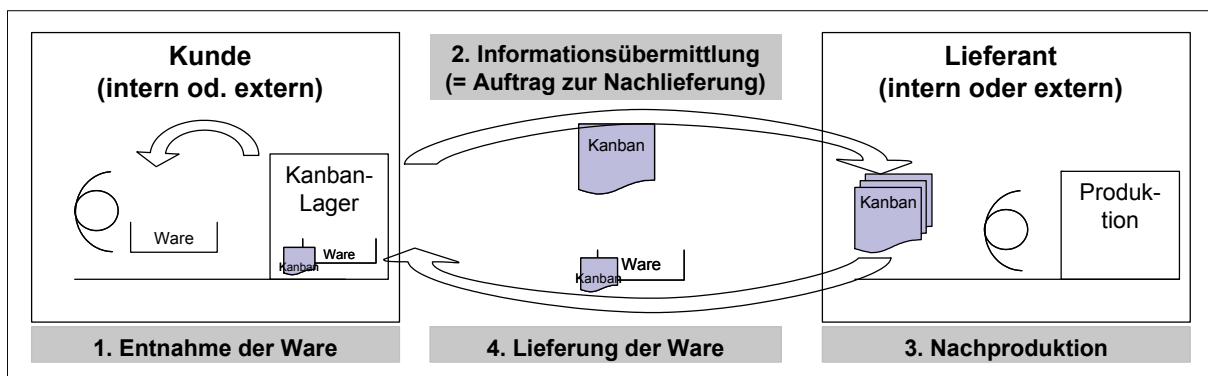 Kunde
(intern od. extern)
Kanban-
Lager
Ware
Ware
Kanban
1. Entnahme der Ware
2. Informationsübermittlung
(= Auftrag zur Nachlieferung)
Kanban
Ware
Kanban
4. Lieferung der Ware
Lieferant
(intern oder extern)
Kanban
Produk-
tion
3. Nachproduktion